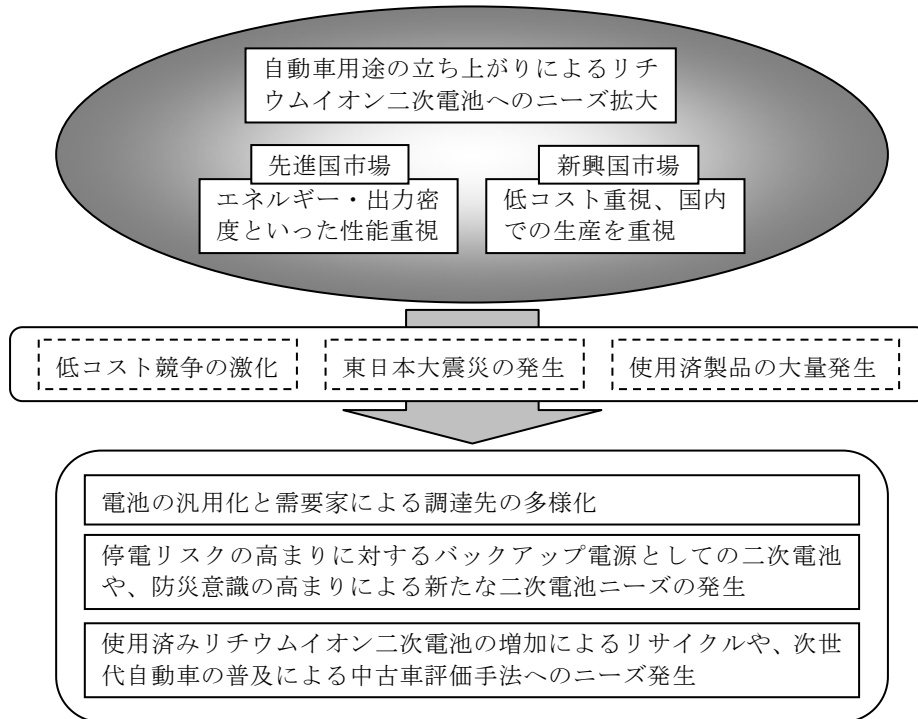 自動車用途の立ち上がりによるリチ
ウムイオン二次電池へのニーズ拡大
先進国市場
エネルギー・出力密
度といった性能重視
新興国市場
低コスト重視、国内
での生産を重視
低コスト競争の激化
東日本大震災の発生
使用済製品の大量発生
電池の汎用化と需要家による調達先の多様化
停電リスクの高まりに対するバックアップ電源としての二次電池
や、防災意識の高まりによる新たな二次電池ニーズの発生
使用済みリチウムイオン二次電池の増加によるリサイクルや、次世
代自動車の普及による中古車評価手法へのニーズ発生